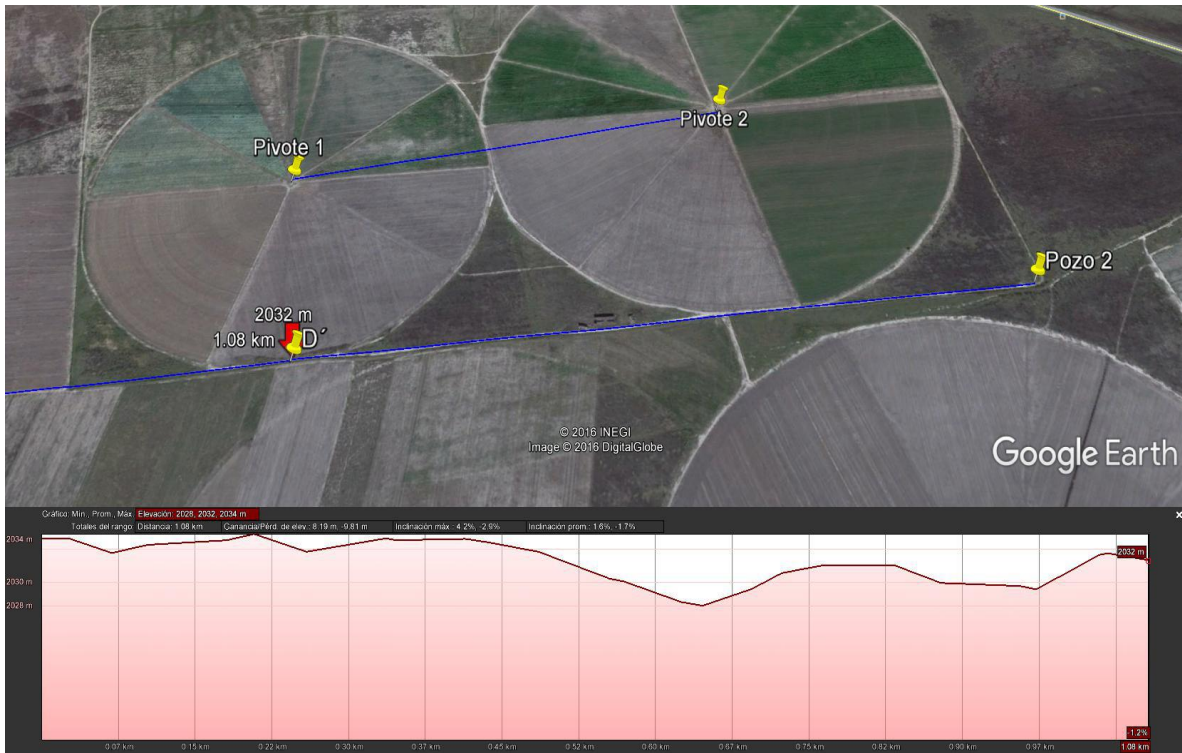 Pivote 1
Pivote 2
Pozo 2
2032 m
1.08 km
D´
© 2016 INEGI
Image © 2016 DigitalGlobe
Google Earth
Gráfico: Mín., Prom., Máx. Elevación: 2028, 2032, 2034 m
Totales del rango: Distancia: 1.08 km Ganancia/Pérd. de elev.: 8.19 m, -9.81 m Inclinación máx.: 4.2%, -2.9% Inclinación prom.: 1.6%, -1.7%
2034 m
2032 m
2030 m
2028 m
-1.2%
0.07 km 0.15 km 0.22 km 0.30 km 0.37 km 0.45 km 0.52 km 0.60 km 0.67 km 0.75 km 0.82 km 0.90 km 0.97 km 1.08 km